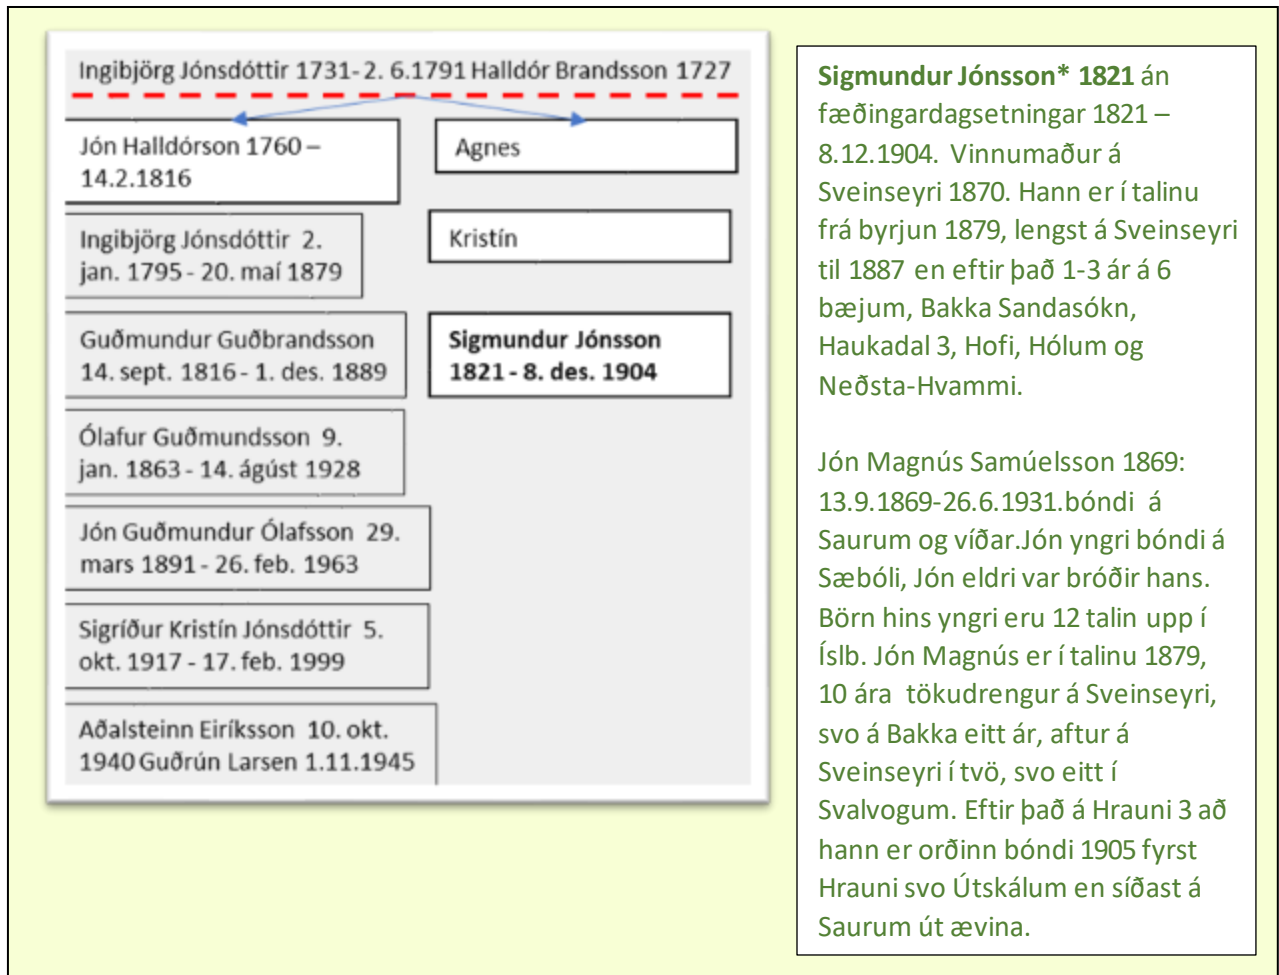 Ingibjörg Jónsdóttir 1731- 2. 6.1791 Halldór Brandsson 1727
Jón Halldórson 1760 –
14.2.1816
Agnes
Ingibjörg Jónsdóttir 2.
jan. 1795 - 20. maí 1879
Kristín
Guðmundur Guðbrandsson
14. sept. 1816 - 1. des. 1889
Sigmundur Jónsson
1821 - 8. des. 1904
Ólafur Guðmundsson 9.
jan. 1863 - 14. ágúst 1928
Jón Guðmundur Ólafsson 29.
mars 1891 - 26. feb. 1963
Sigríður Kristín Jónsdóttir 5.
okt. 1917 - 17. feb. 1999
Aðalsteinn Eiríksson 10. okt.
1940 Guðrún Larsen 1.11.1945
Sigmundur Jónsson* 1821 án
fæðingardagsetningar 1821 –
8.12.1904. Vinnumaður á
Sveinseyri 1870. Hann er í talinu
frá byrjun 1879, lengst á Sveinseyri
til 1887 en eftir það 1-3 ár á 6
bæjum, Bakka Sandasókn,
Haukadal 3, Hofi, Hólum og
Neðsta-Hvammi.
Jón Magnús Samúelsson 1869:
13.9.1869-26.6.1931.bóndi á
Saurum og víðar.Jón yngri bóndi á
Sæbóli, Jón eldri var bróðir hans.
Börn hins yngri eru 12 talin upp í
Íslb. Jón Magnús er í talinu 1879,
10 ára tökudrengur á Sveinseyri,
svo á Bakka eitt ár, aftur á
Sveinseyri í tvö, svo eitt í
Svalvogum. Eftir það á Hrauni 3 að
hann er orðinn bóndi 1905 fyrst
Hrauni svo Útskálum en síðast á
Saurum út ævina.